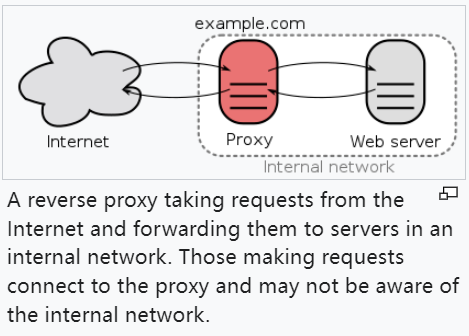 example.com
Internet
Proxy
Web server
Internal network
A reverse proxy taking requests from the
Internet and forwarding them to servers in an
internal network. Those making requests
connect to the proxy and may not be aware of
the internal network.